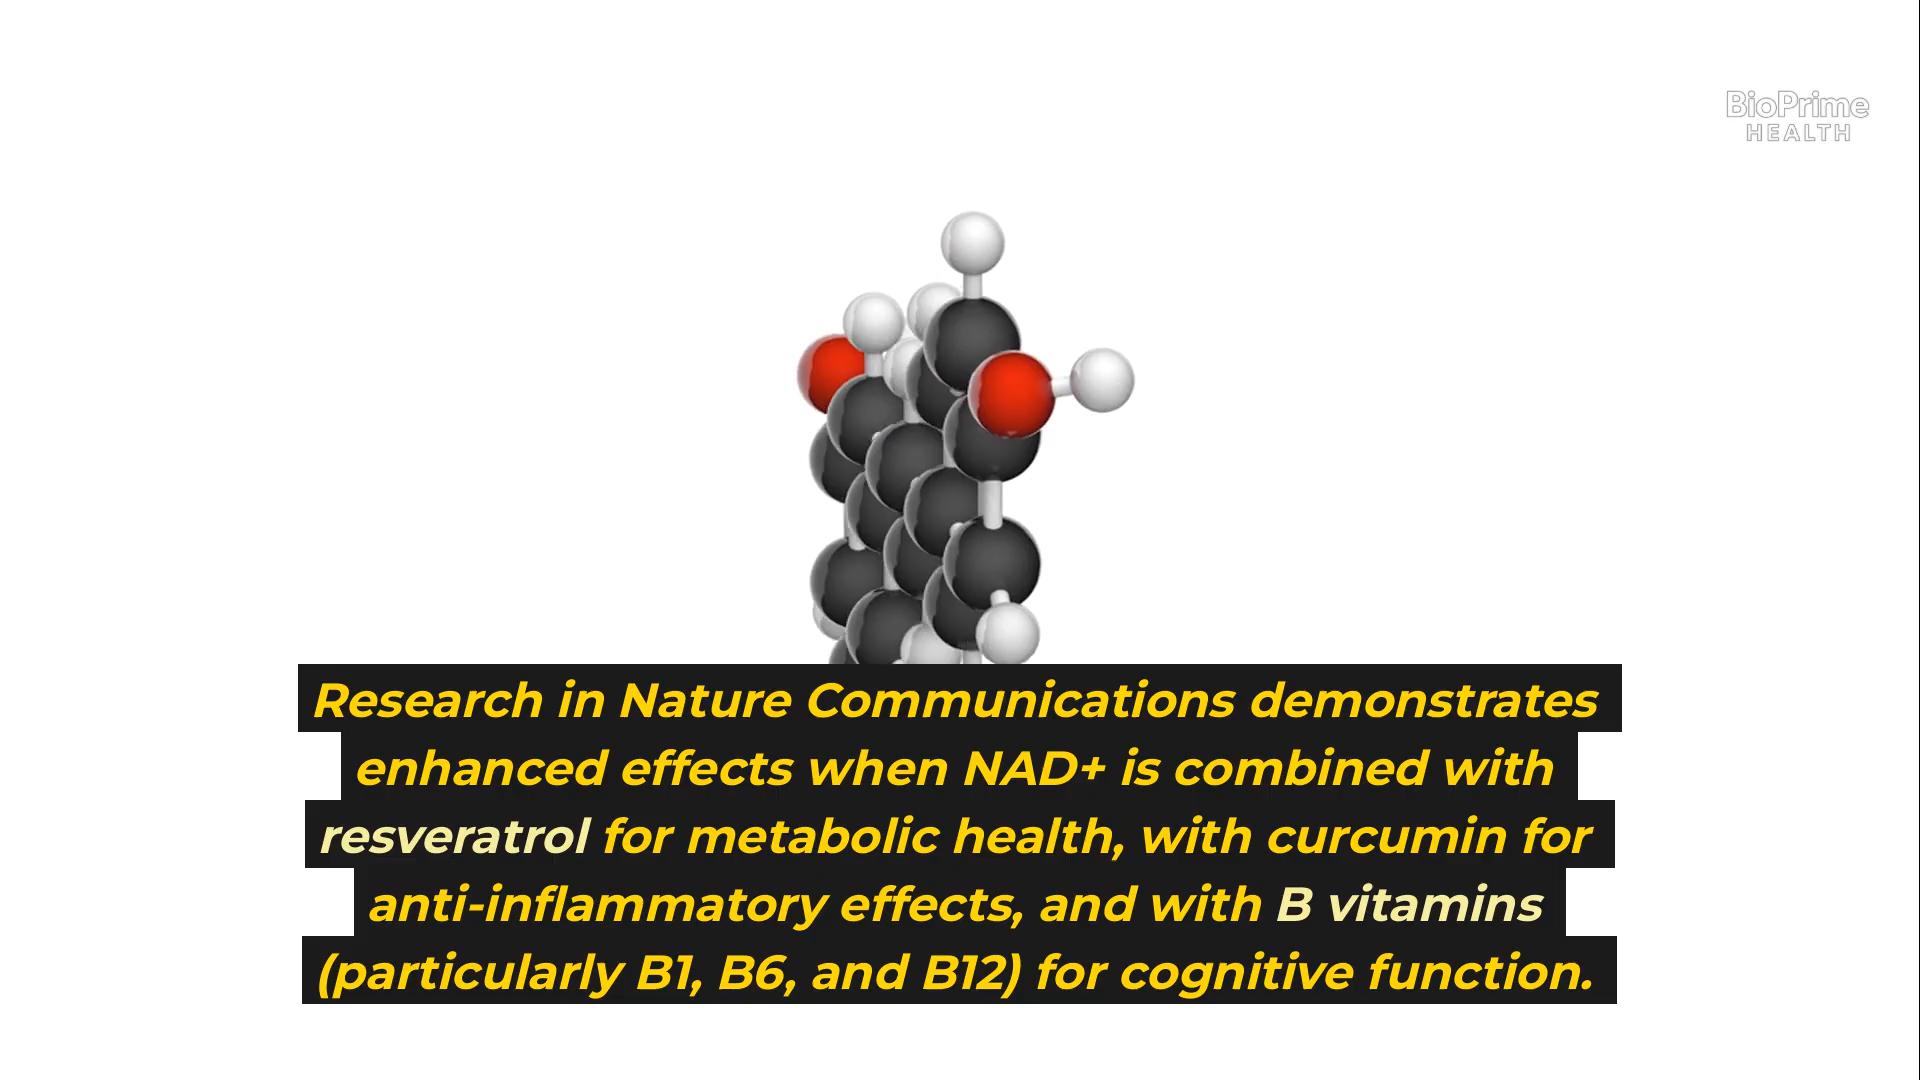 BioPrime
HEALTH
Research in Nature Communications demonstrates
enhanced effects when NAD+ is combined with
resveratrol for metabolic health, with curcumin for
anti-inflammatory effects, and with B vitamins
(particularly B1, B6, and B12) for cognitive function.